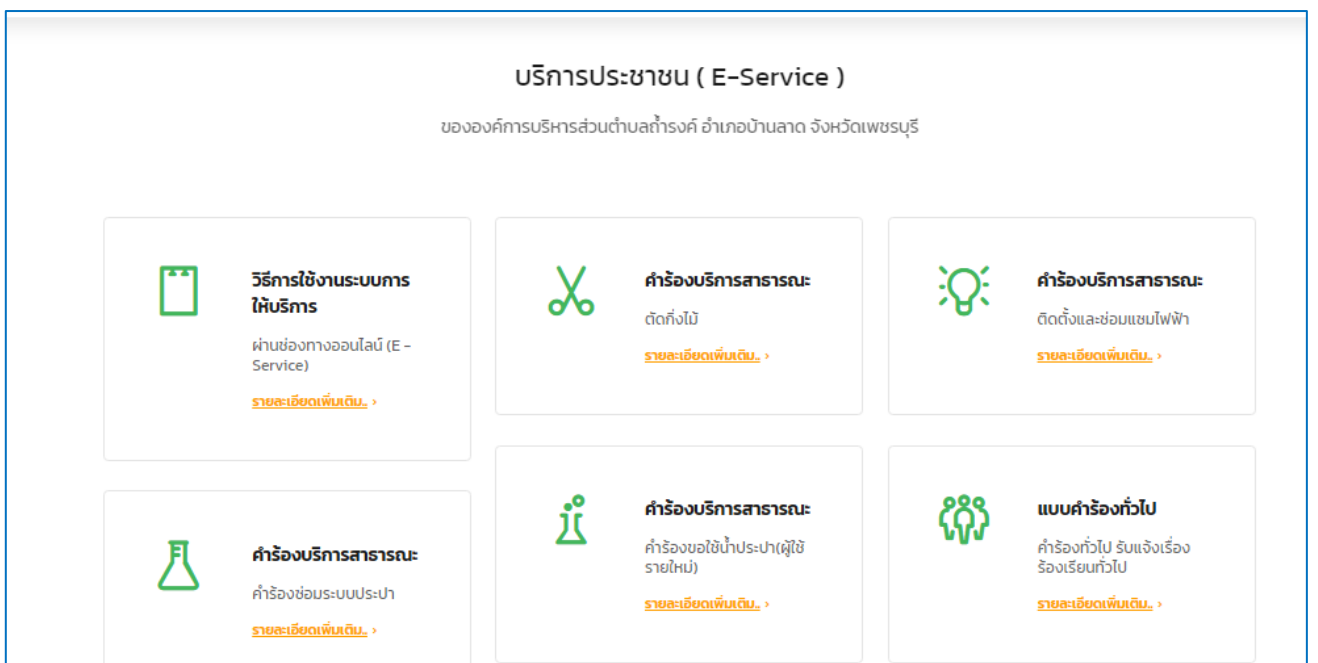 บริการประชาชน ( E-Service )
ขององค์การบริหารส่วนตำบลถ้ำรงค์ อำเภอบ้านลาด จังหวัดเพชรบุรี
วิธีการใช้งานระบบการ
ให้บริการ
ผ่านช่องทางออนไลน์ (E –
Service)
รายละเอียดเพิ่มเติม.. ›
คำร้องบริการสาธารณะ
ตัดกิ่งไม้
รายละเอียดเพิ่มเติม.. ›
คำร้องบริการสาธารณะ
ติดตั้งและซ่อมแซมไฟฟ้า
รายละเอียดเพิ่มเติม.. ›
คำร้องบริการสาธารณะ
คำร้องซ่อมระบบประปา
รายละเอียดเพิ่มเติม.. ›
คำร้องบริการสาธารณะ
คำร้องขอใช้น้ำประปา(ผู้ใช้
รายใหม่)
รายละเอียดเพิ่มเติม.. ›
แบบคำร้องทั่วไป
คำร้องทั่วไป รับแจ้งเรื่อง
ร้องเรียนทั่วไป
รายละเอียดเพิ่มเติม.. ›